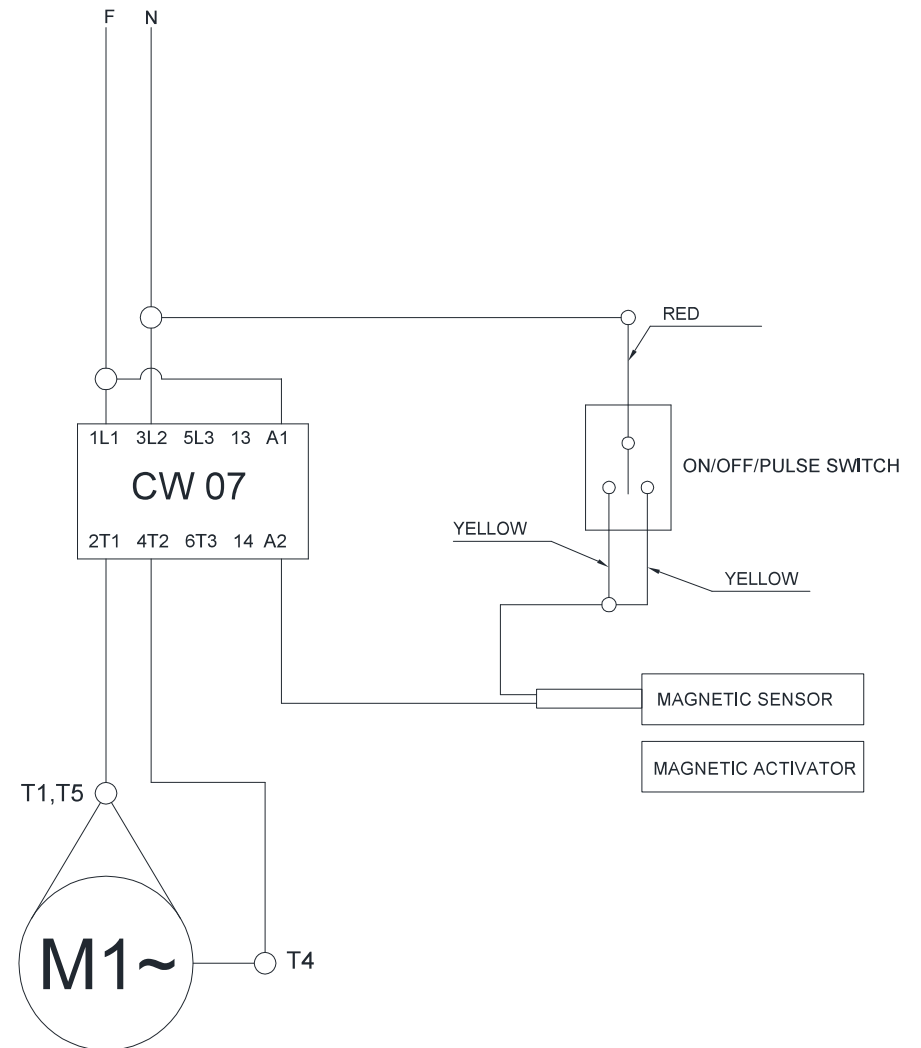 F N
RED
1L1 3L2 5L3 13 A1
CW 07
2T1 4T2 6T3 14 A2
ON/OFF/PULSE SWITCH
YELLOW
YELLOW
MAGNETIC SENSOR
MAGNETIC ACTIVATOR
T1,T5
M1~
T4